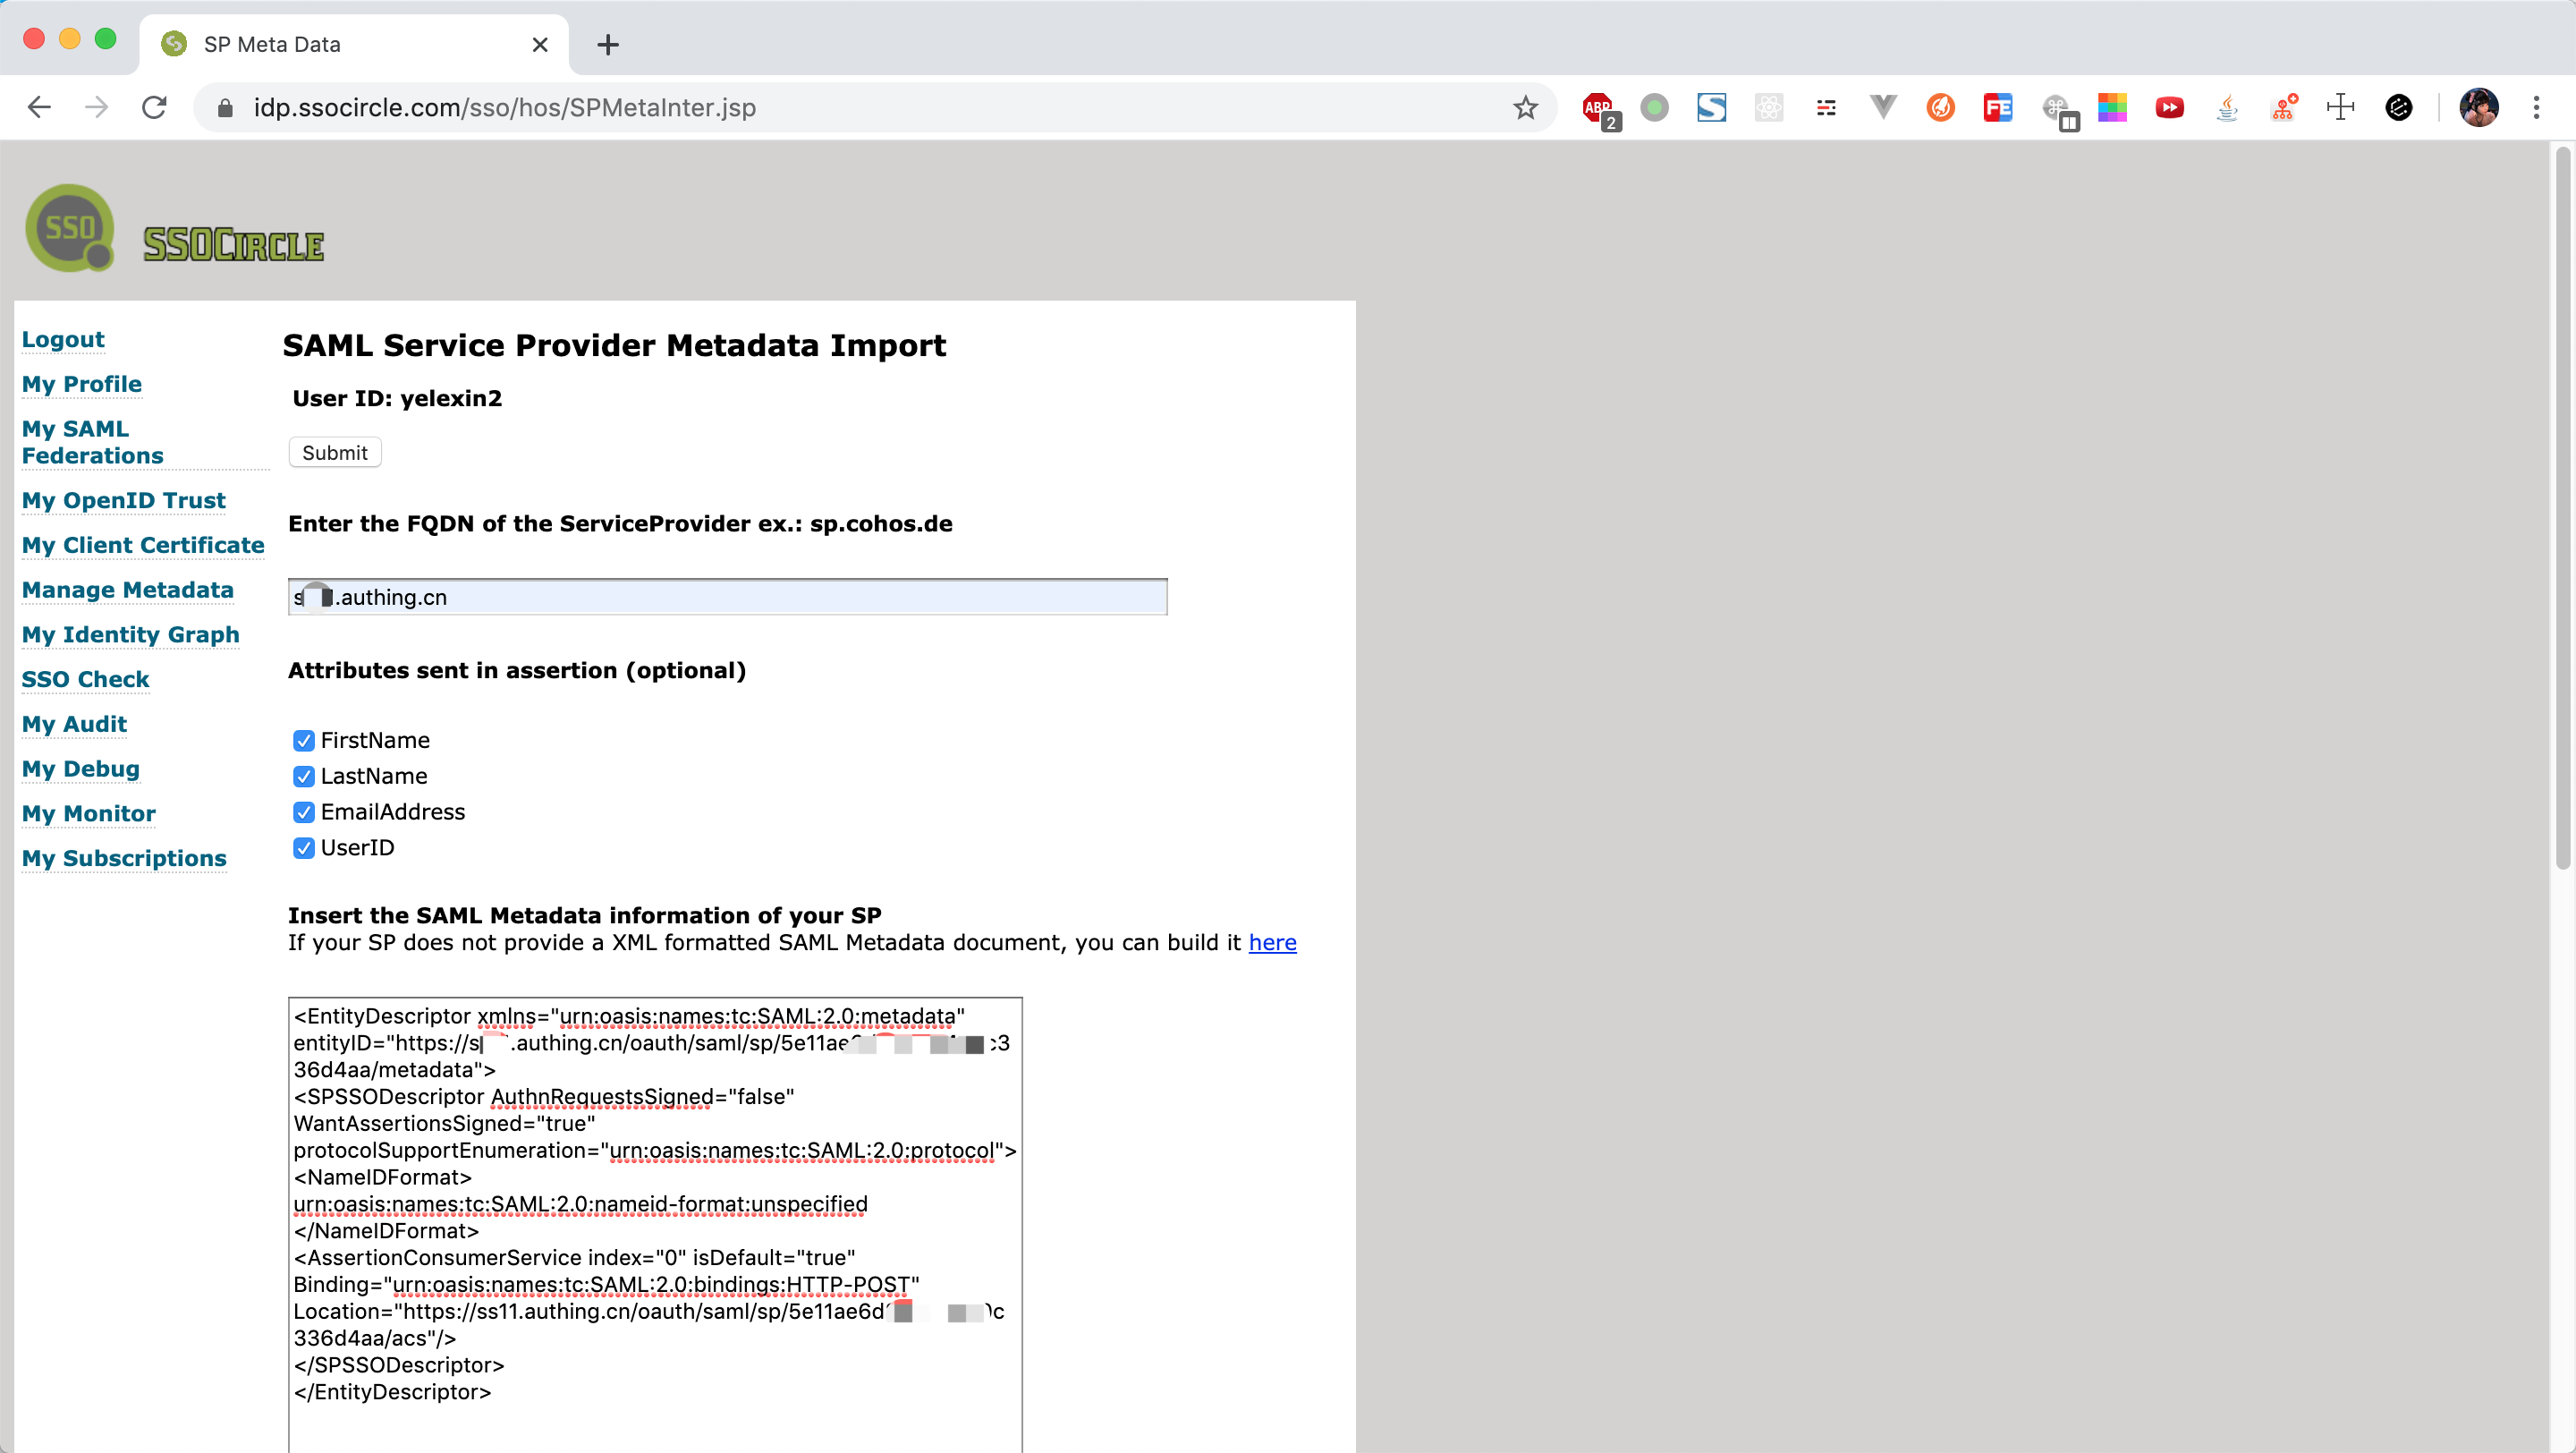 SP Meta Data
idp.ssocircle.com/sso/hos/SPMetaInter.jsp
ABP
2
FE
SSO
SSOCIRCLE
Logout
My Profile
My SAML
Federations
My OpenID Trust
My Client Certificate
Manage Metadata
My Identity Graph
SSO Check
My Audit
My Debug
My Monitor
My Subscriptions
SAML Service Provider Metadata Import
User ID: yelexin2
Submit
Enter the FQDN of the ServiceProvider ex.: sp.cohos.de
.authing.cn
Attributes sent in assertion (optional)
FirstName
LastName
EmailAddress
UserID
Insert the SAML Metadata information of your SP
If your SP does not provide a XML formatted SAML Metadata document, you can build it here
<EntityDescriptor xmlns="urn:oasis:names:tc:SAML:2.0:metadata"
entityID="https://s .authing.cn/oauth/saml/sp/5e11ae c3
36d4aa/metadata">
<SPSSODescriptor AuthnRequestsSigned="false"
WantAssertionsSigned="true"
protocolSupportEnumeration="urn:oasis:names:tc:SAML:2.0:protocol">
<NameIDFormat>
urn:oasis:names:tc:SAML:2.0:nameid-format:unspecified
</NameIDFormat>
<AssertionConsumerService index="0" isDefault="true"
Binding="urn:oasis:names:tc:SAML:2.0:bindings:HTTP-POST"
Location="https://ss11.authing.cn/oauth/saml/sp/5e11ae6d c
336d4aa/acs"/>
</SPSSODescriptor>
</EntityDescriptor>